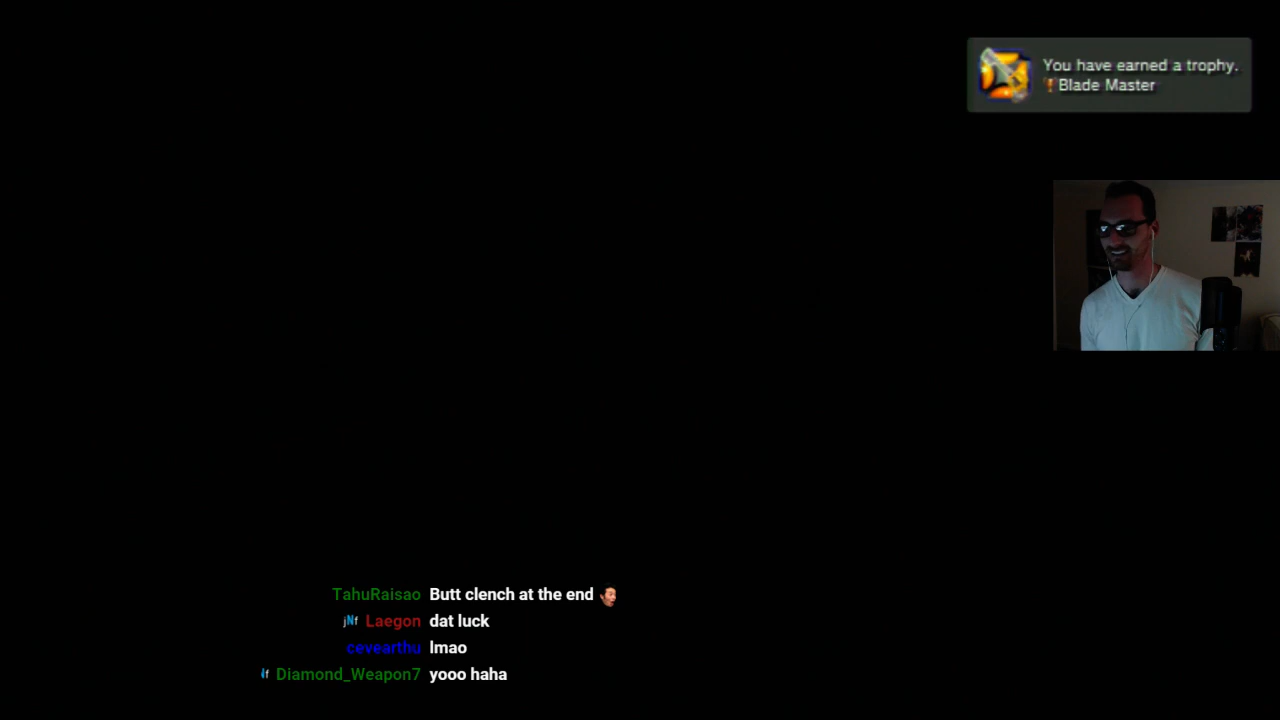 You have earned a trophy.
Blade Master
TahuRaisao Butt clench at the end
Laegon dat luck
cevearthu lmao
Diamond_Weapon7 yooo haha